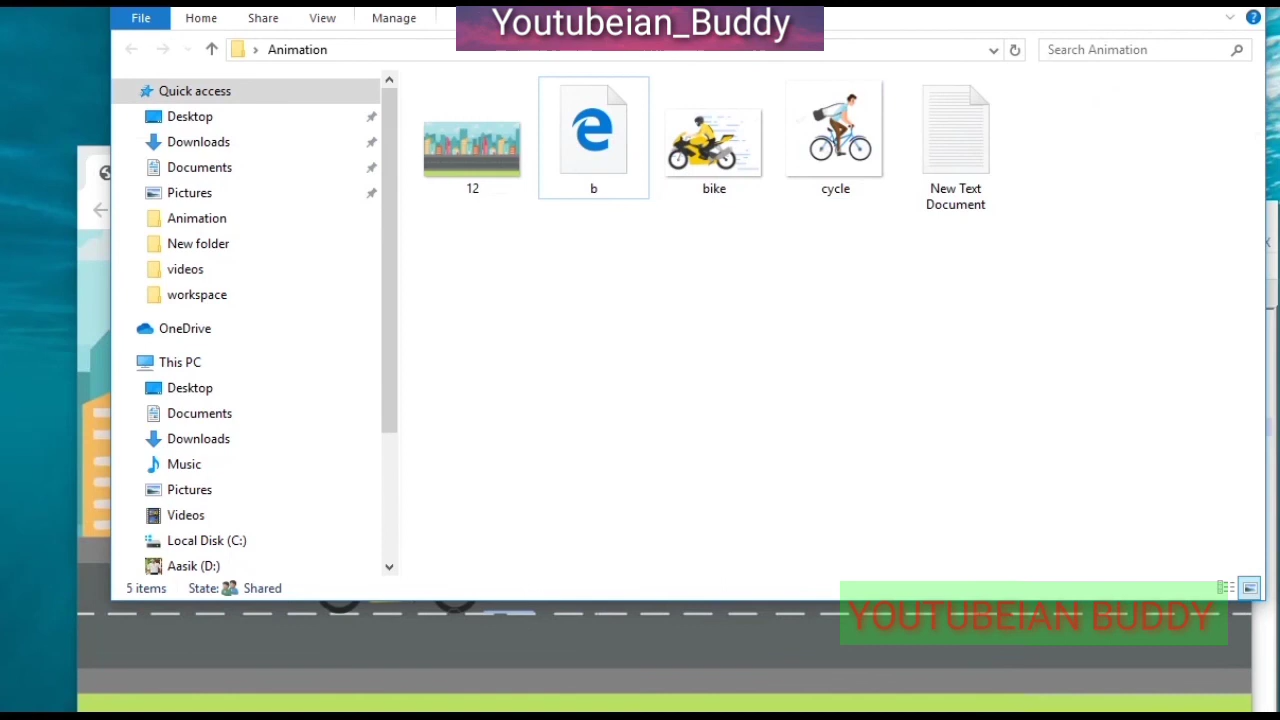 Youtubeian_Buddy
File Home Share View Manage
Animation
Search Animation
Quick access
Desktop
Downloads
Documents
Pictures
Animation
New folder
videos
workspace
OneDrive
This PC
Desktop
Documents
Downloads
Music
Pictures
Videos
Local Disk (C:)
Aasik (D:)
12
b
bike
cycle
New Text
Document
5 items State: Shared
YOUTUBEIAN BUDDY